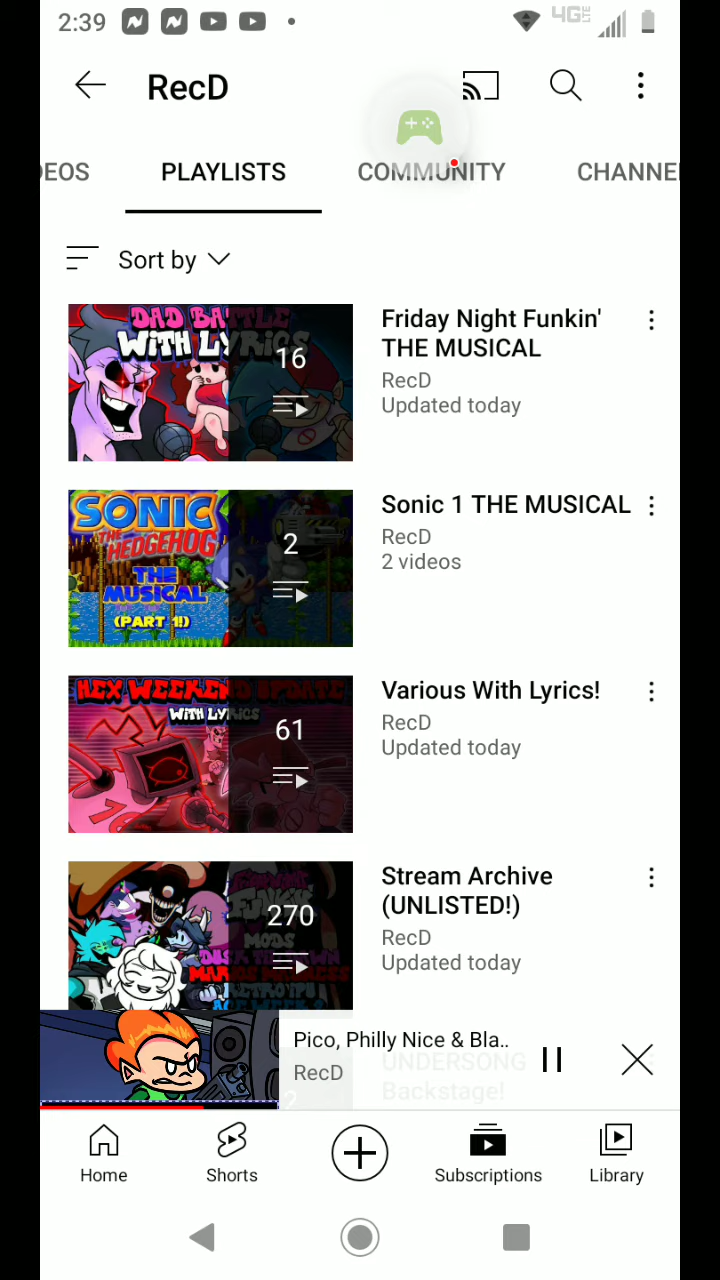 2:39
4G LTE
RecD
DEOS
PLAYLISTS
COMMUNITY
CHANNE
Sort by
DAD BATTLE
WITH LYRICS
16
Friday Night Funkin'
THE MUSICAL
RecD
Updated today
SONIC
THE HEDGEHOG
THE
MUSICAL
(PART 1!)
2
Sonic 1 THE MUSICAL
RecD
2 videos
HEX WEEKEND UPDATE
WITH LYRICS
61
Various With Lyrics!
RecD
Updated today
270
MODS
Stream Archive
(UNLISTED!)
RecD
Updated today
Pico, Philly Nice & Bla..
RecD
UNDERSONG
Backstage!
2
Home
Shorts
Subscriptions
Library